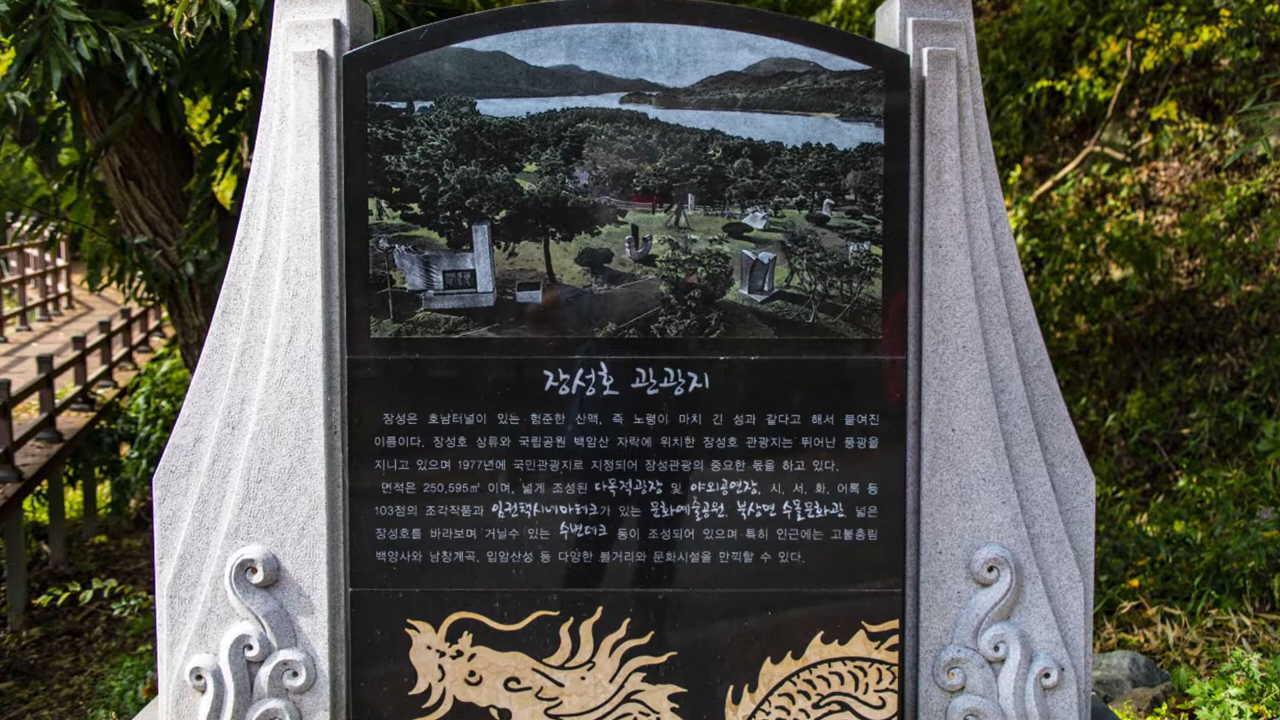 장성호 관광지
장성은 호남터널이 있는 험준한 산맥, 즉 노령이 마치 긴 성과 같다고 해서 붙여진
이름이다. 장성호 상류와 국립공원 백암산 자락에 위치한 장성호 관광지는 뛰어난 풍광을
지니고 있으며 1977년에 국민관광지로 지정되어 장성관광의 중요한 몫을 하고 있다.
면적은 250,595㎡ 이며, 넓게 조성된 다목적광장 및 야외공연장, 시, 서, 화, 어록 등
103점의 조각작품과 임권택시네마테크가 있는 문화예술공원, 북상면 수몰문화관 넓은
장성호를 바라보며 거닐수 있는 수변데크 등이 조성되어 있으며 특히 인근에는 고불총림
백양사와 남창계곡, 입암산성 등 다양한 볼거리와 문화시설을 만끽할 수 있다.